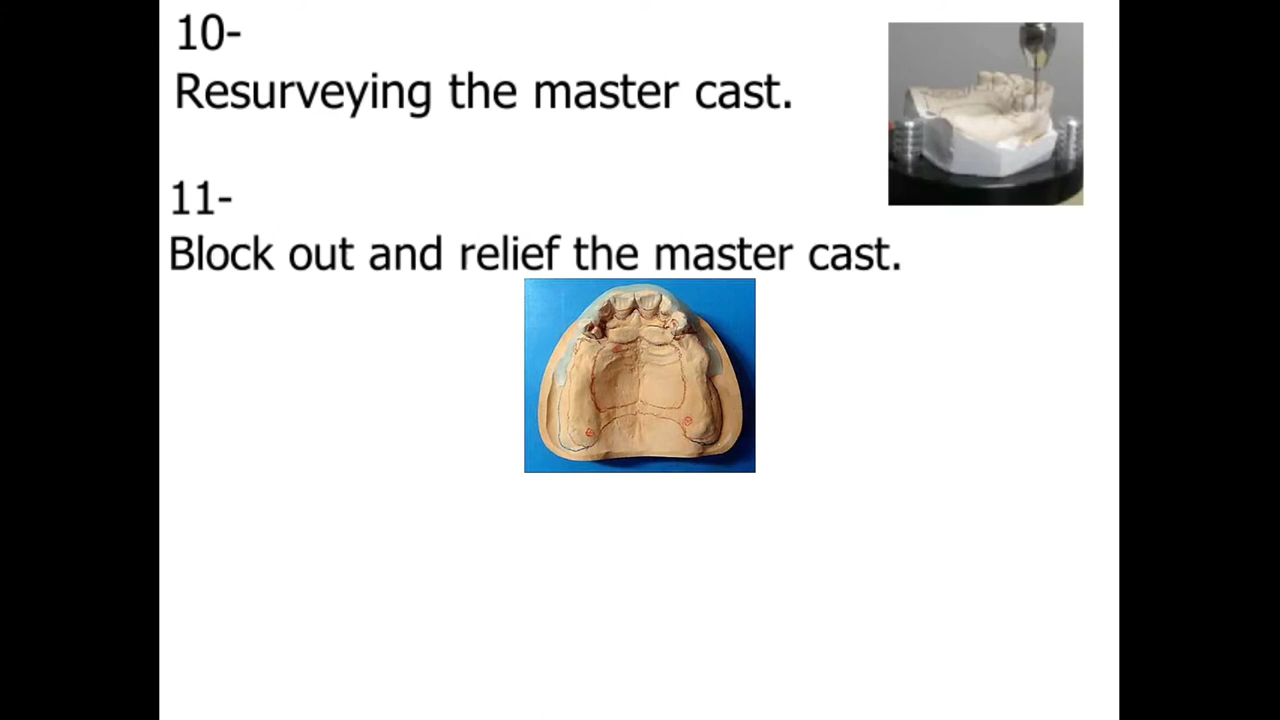 10-
Resurveying the master cast.
11-
Block out and relief the master cast.